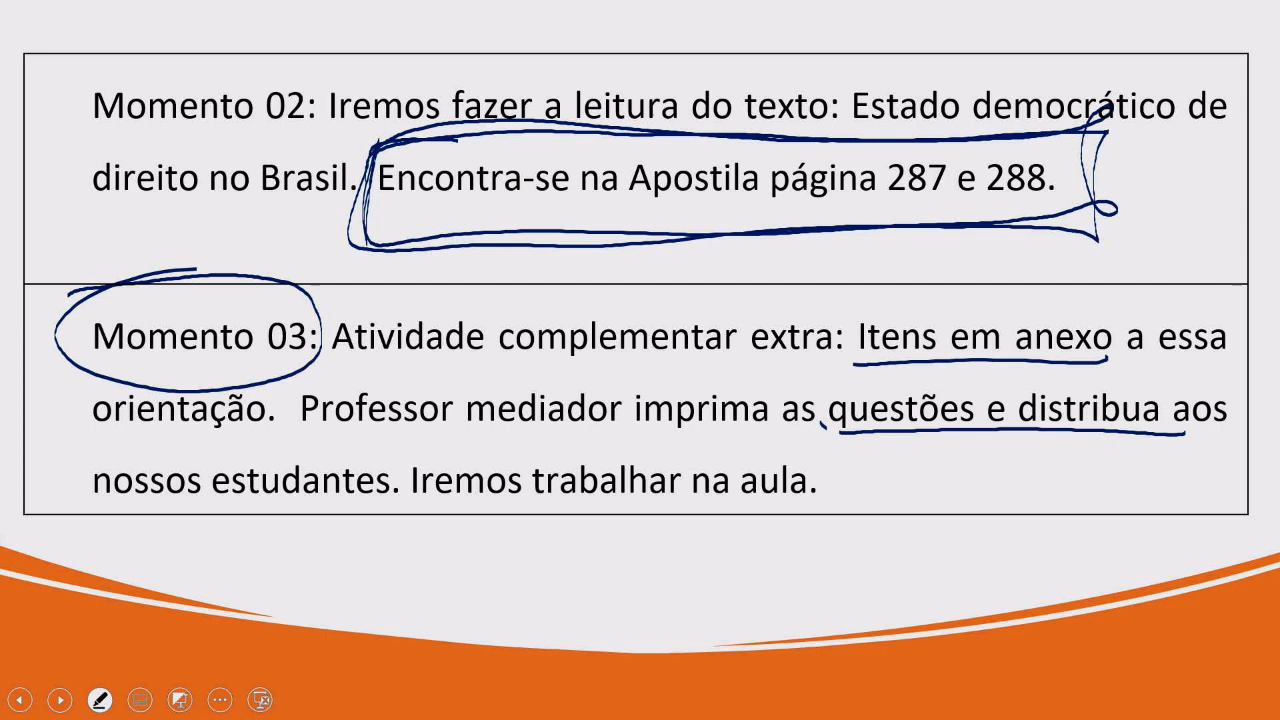 Momento 02: Iremos fazer a leitura do texto: Estado democrático de
direito no Brasil. Encontra-se na Apostila página 287 e 288.
Momento 03: Atividade complementar extra: Itens em anexo a essa
orientação. Professor mediador imprima as questões e distribua aos
nossos estudantes. Iremos trabalhar na aula.